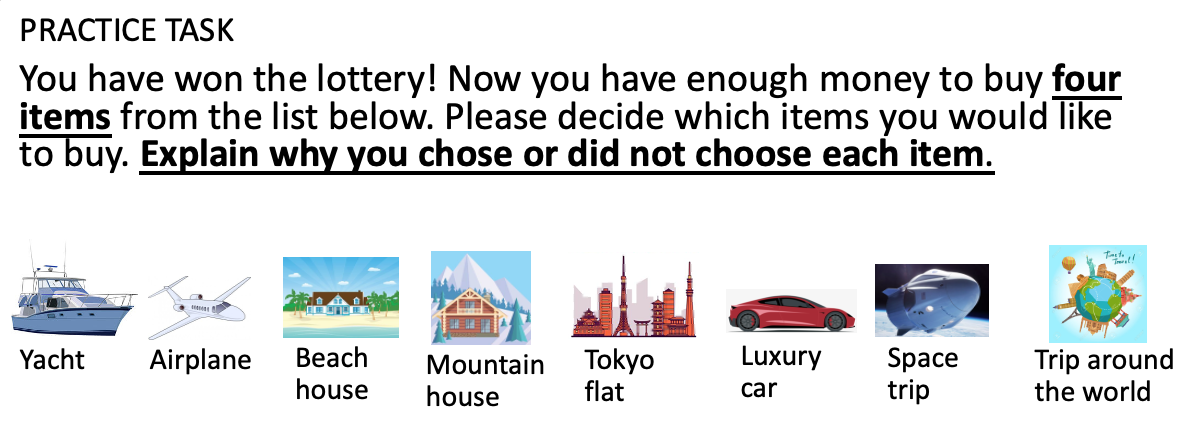 PRACTICE TASK
You have won the lottery! Now you have enough money to buy four
items from the list below. Please decide which items you would like
to buy. Explain why you chose or did not choose each item.
Time to
Travel!
Yacht
Airplane
Beach
house
Mountain
house
Tokyo
flat
Luxury
car
Space
trip
Trip around
the world